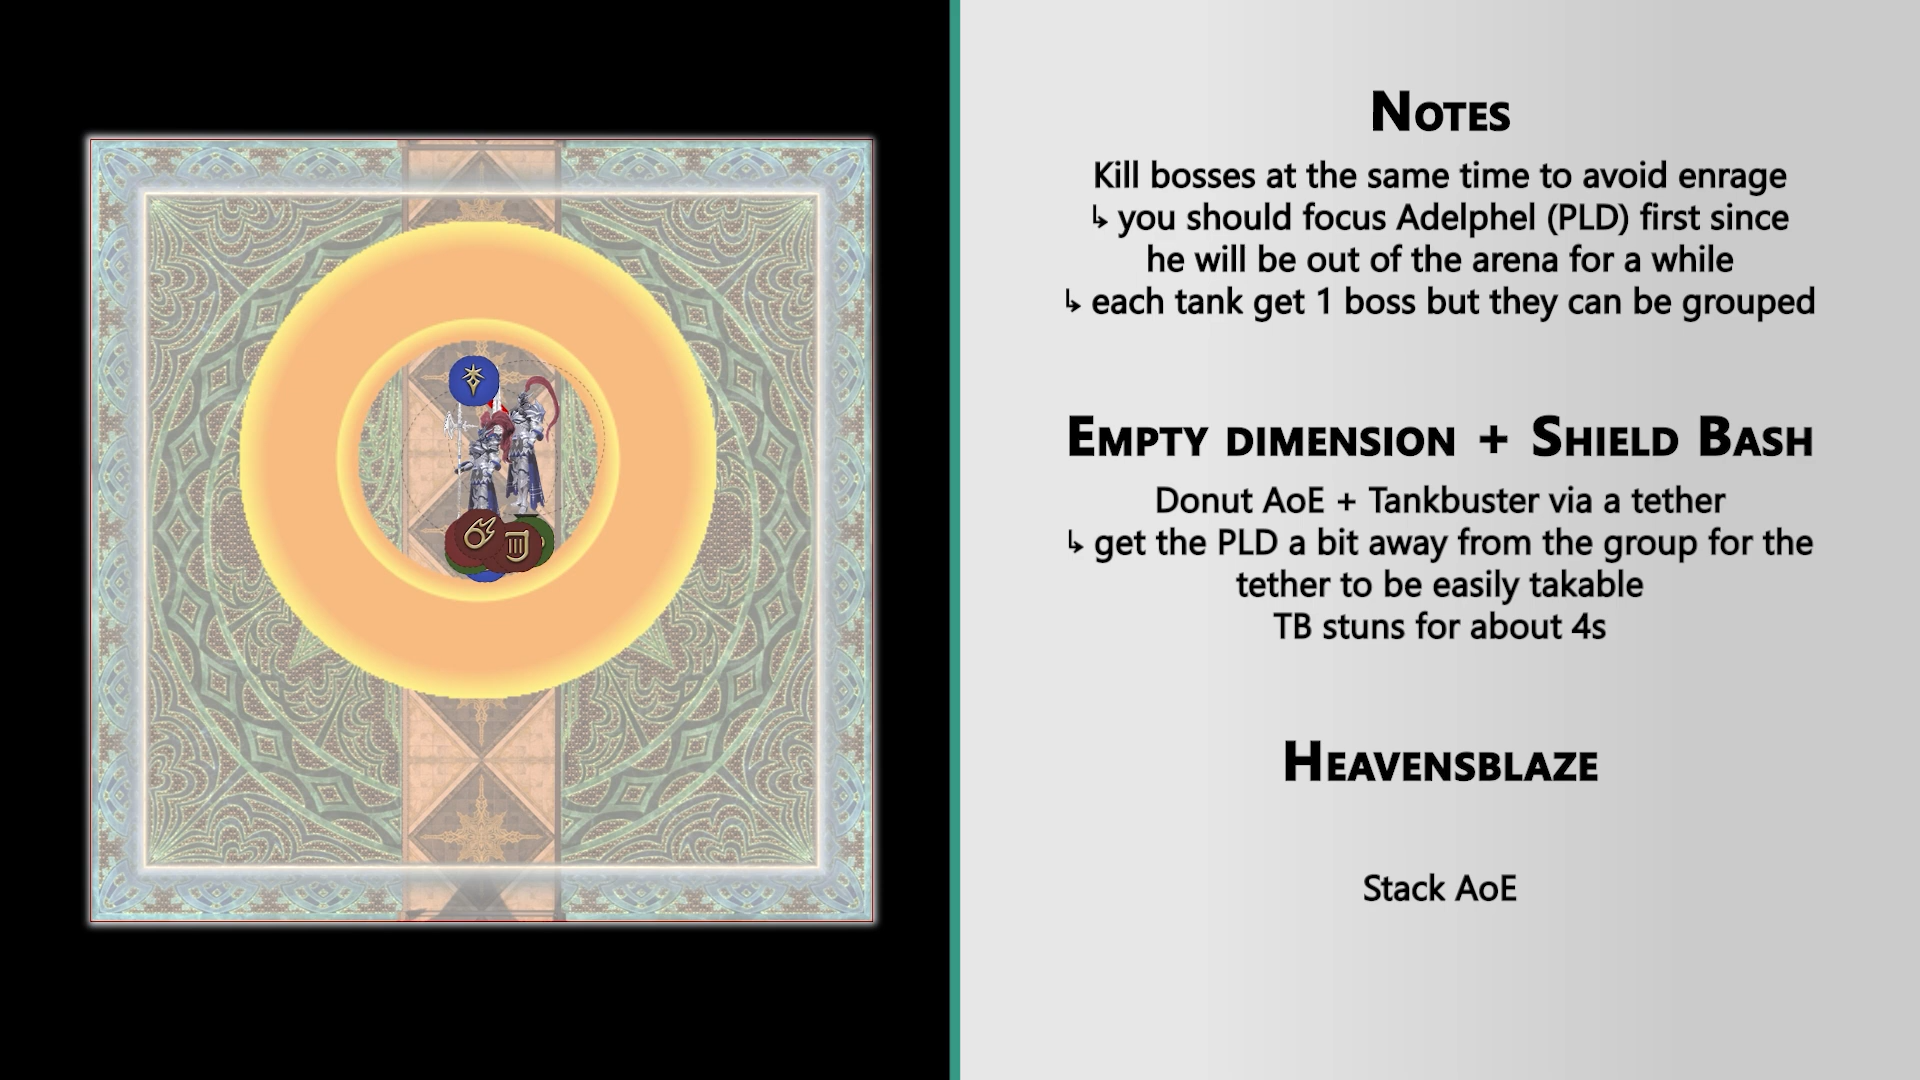 Notes
Kill bosses at the same time to avoid enrage
↳ you should focus Adelphel (PLD) first since
he will be out of the arena for a while
↳ each tank get 1 boss but they can be grouped
Empty dimension + Shield Bash
Donut AoE + Tankbuster via a tether
↳ get the PLD a bit away from the group for the
tether to be easily takable
TB stuns for about 4s
Heavensblaze
Stack AoE